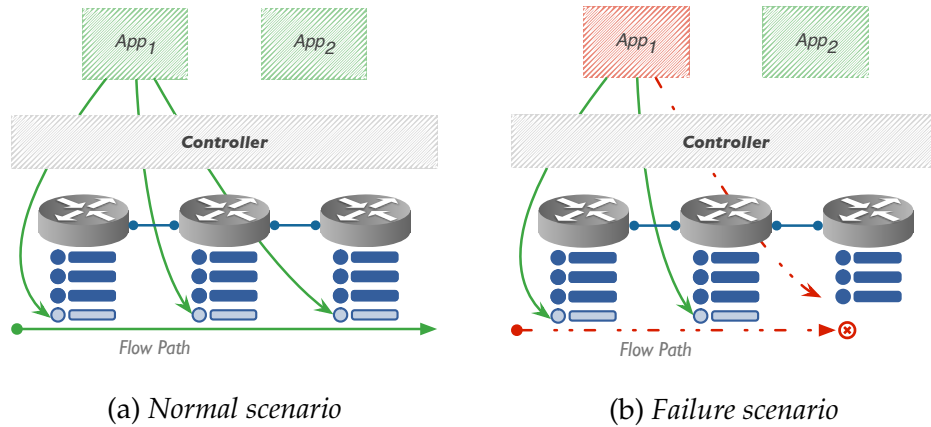 App1
App2
Controller
Flow Path
(a) Normal scenario
App1
App2
Controller
Flow Path
(b) Failure scenario